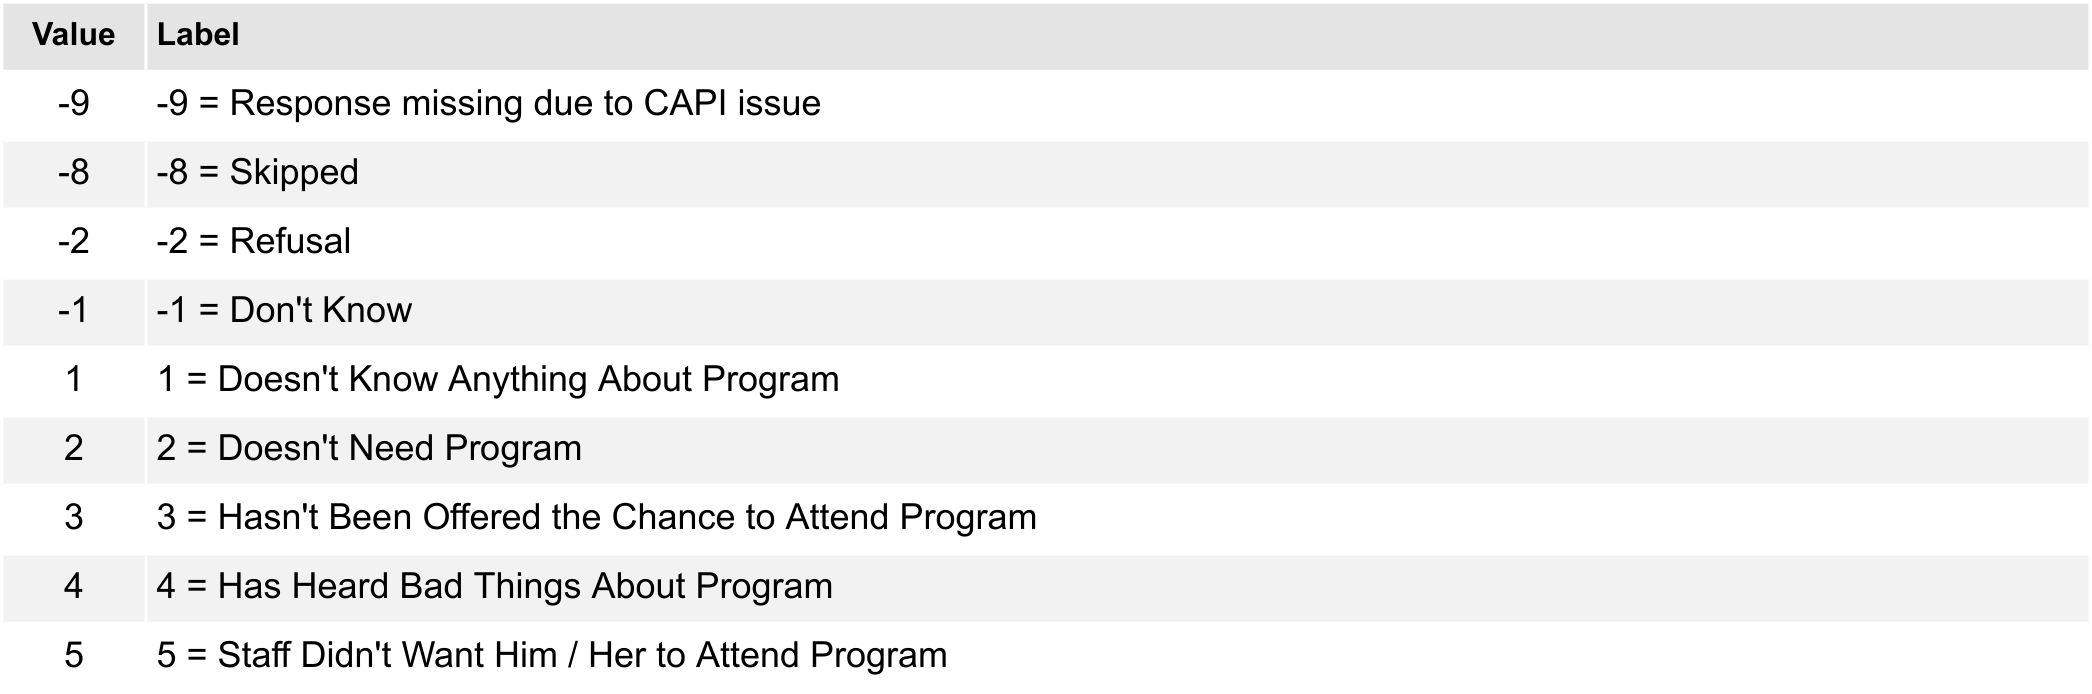 Value Label
-9 -9 = Response missing due to CAPI issue
-8 -8 = Skipped
-2 -2 = Refusal
-1 -1 = Don't Know
1 1 = Doesn't Know Anything About Program
2 2 = Doesn't Need Program
3 3 = Hasn't Been Offered the Chance to Attend Program
4 4 = Has Heard Bad Things About Program
5 5 = Staff Didn't Want Him / Her to Attend Program